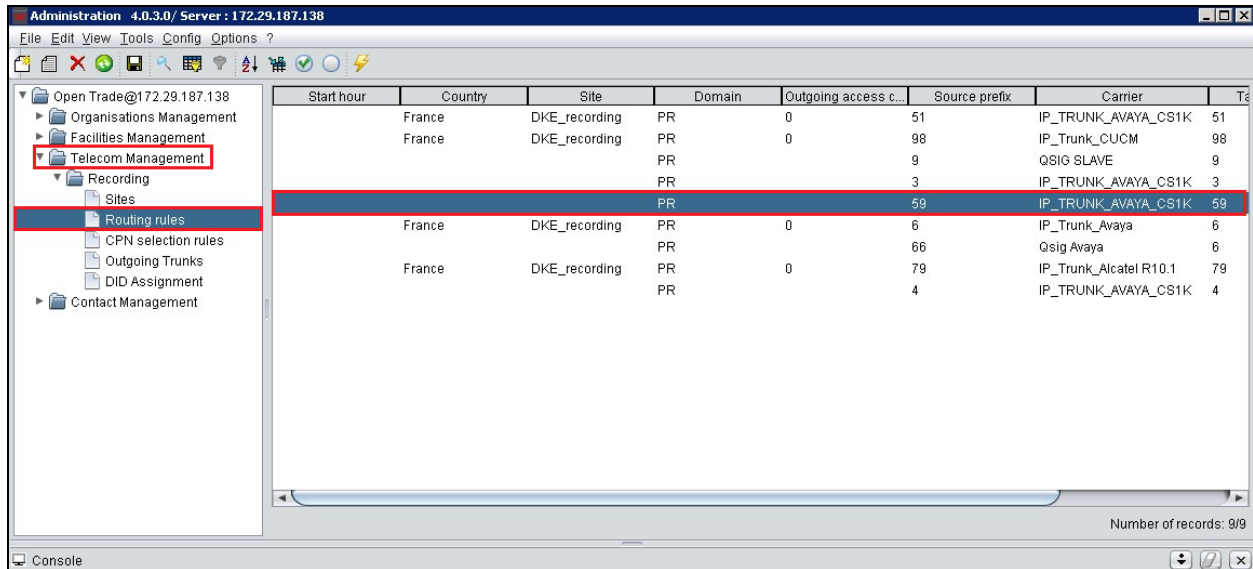 Administration 4.0.3.0/ Server : 172.29.187.138
File Edit View Tools Config Options ?
Open Trade@172.29.187.138
Organisations Management
Facilities Management
Telecom Management
Recording
Sites
Routing rules
CPN selection rules
Outgoing Trunks
DID Assignment
Contact Management
Start hour Country Site Domain Outgoing access c... Source prefix Carrier Ta
France DKE_recording PR 0 51 IP_TRUNK_AVAYA_CS1K 51
France DKE_recording PR 0 98 IP_Trunk_CUCM 98
PR 9 QSIG SLAVE 9
PR 3 IP_TRUNK_AVAYA_CS1K 3
PR 59 IP_TRUNK_AVAYA_CS1K 59
France DKE_recording PR 0 6 IP_Trunk_Avaya 6
PR 66 Qsig Avaya 6
France DKE_recording PR 0 79 IP_Trunk_Alcatel R10.1 79
PR 4 IP_TRUNK_AVAYA_CS1K 4
Number of records: 9/9
Console